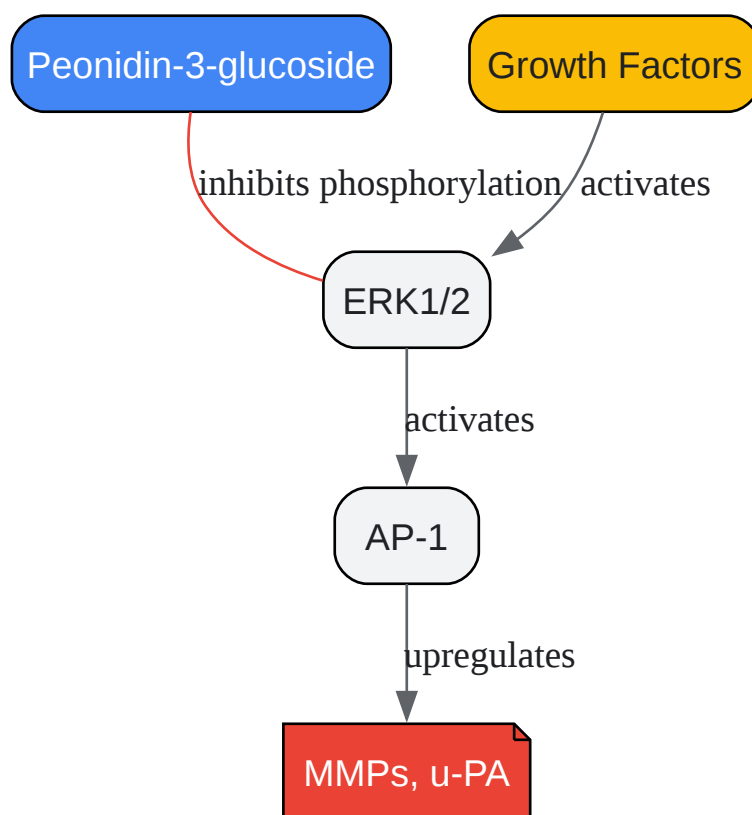 Peonidin-3-glucoside
Growth Factors
inhibits phosphorylation
activates
ERK1/2
activates
AP-1
upregulates
MMPs, u-PA